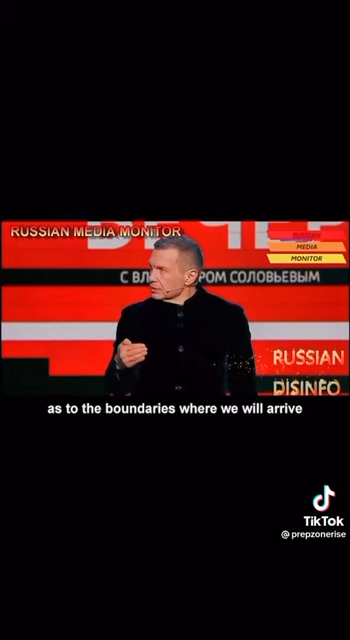 RUSSIAN MEDIA MONITOR
ВЕЧЕР
RUSSIAN
MEDIA
MONITOR
С ВЛ РОМ СОЛОВЬЕВЫМ
RUSSIAN
DISINFO
as to the boundaries where we will arrive
TikTok
@prepzonerise